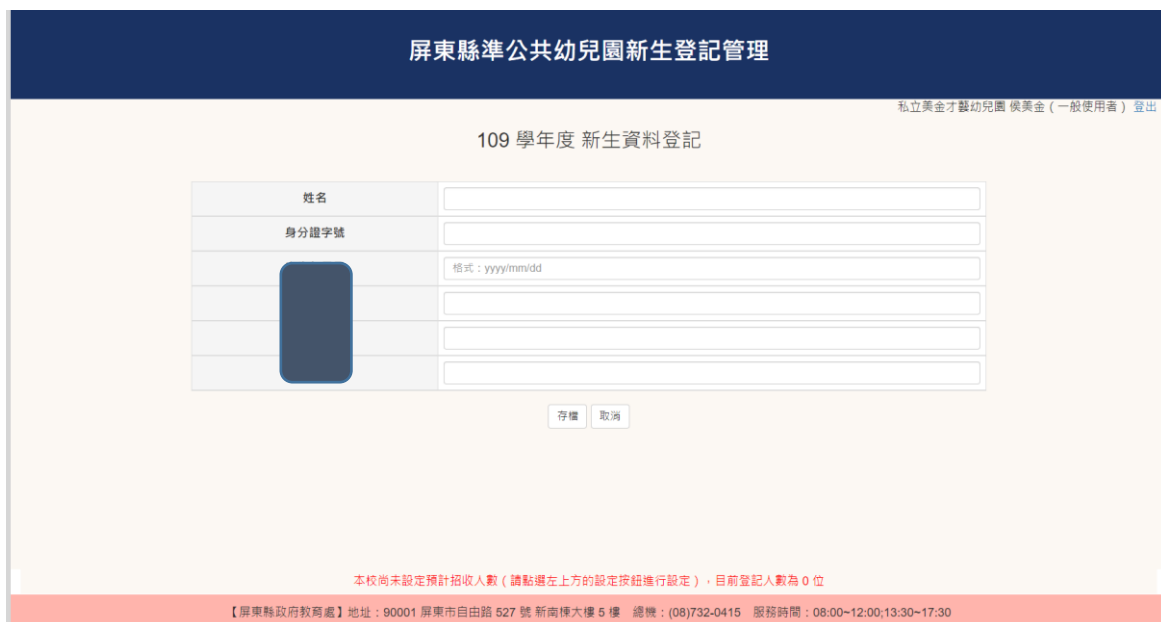 屏東縣準公共幼兒園新生登記管理
私立美金才藝幼兒園 侯美金 ( 一般使用者 ) 登出
109 學年度 新生資料登記
姓名
身分證字號
格式：yyyy/mm/dd
存檔 取消
本校尚未設定預計招收人數 ( 請點選左上方的設定按鈕進行設定 ) ，目前登記人數為 0 位
【屏東縣政府教育處】地址：90001 屏東市自由路 527 號 新南棟大樓 5 樓 總機：(08)732-0415 服務時間：08:00~12:00;13:30~17:30